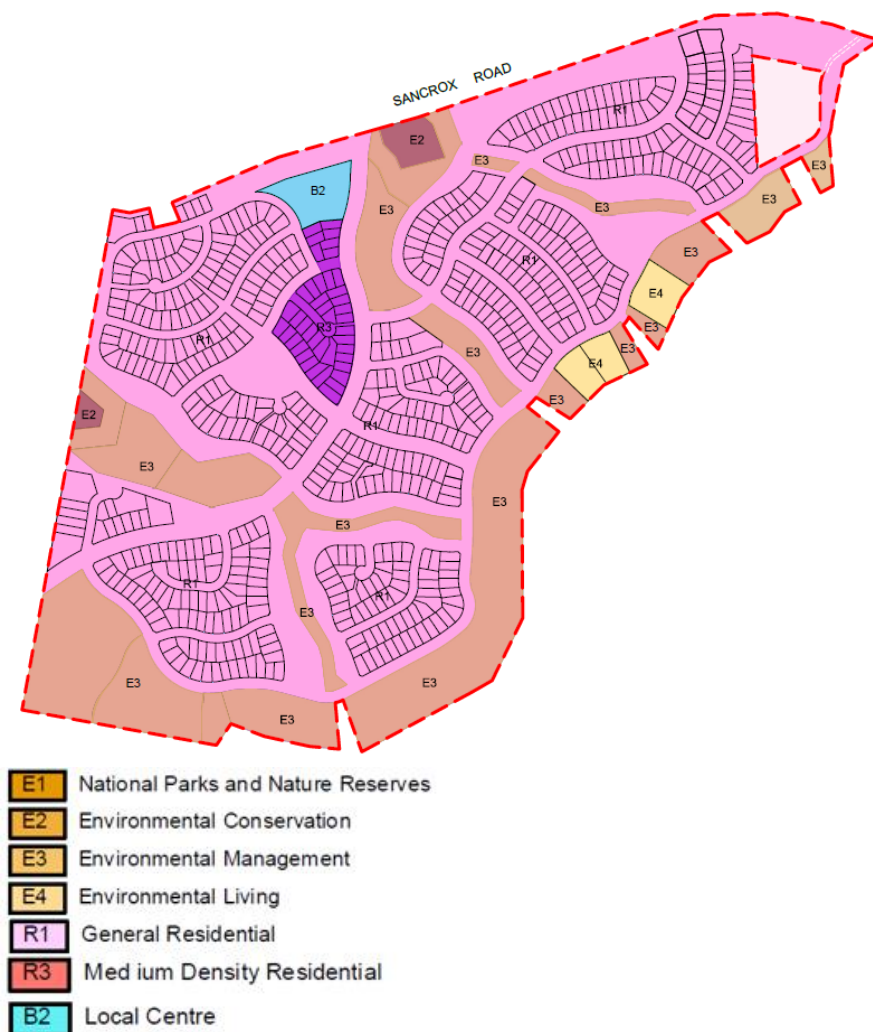 SANCROX ROAD
E2
R1
E3
E3
E3
B2
E3
E3
E3
R1
E4
R3
E3
R1
E3
E3
E4
E3
E2
R1
E3
E3
E3
R1
R1
E3
E3
E3
E3
E1 National Parks and Nature Reserves
E2 Environmental Conservation
E3 Environmental Management
E4 Environmental Living
R1 General Residential
R3 Med ium Density Residential
B2 Local Centre